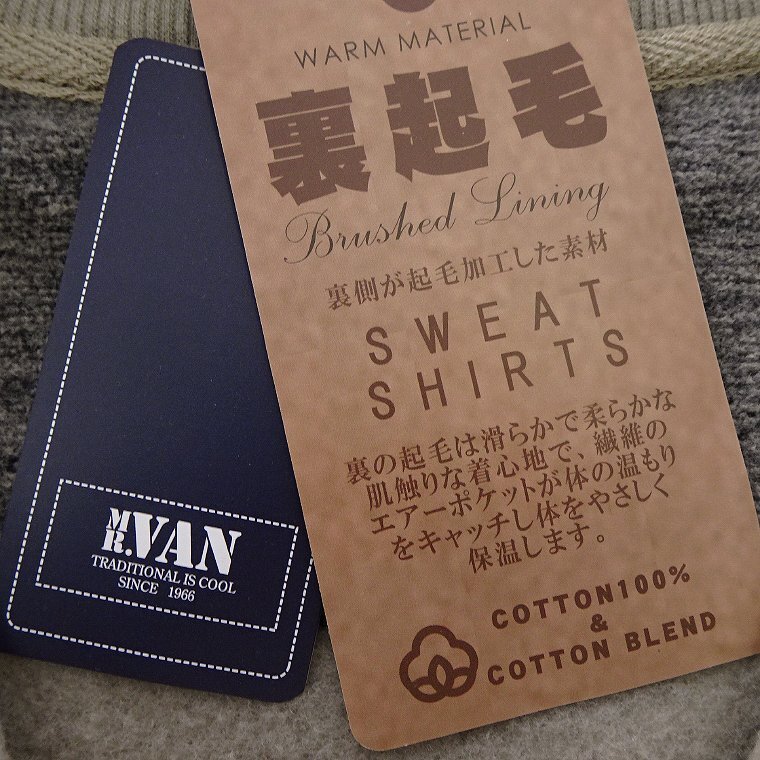 WARM MATERIAL
裏起毛
Brushed Lining
裏側が起毛加工した素材
SWEAT
SHIRTS
裏の起毛は滑らかで柔らかな
肌触りな着心地で、繊維の
エアーポケットが体の温もり
をキャッチし体をやさしく
保温します。
COTTON100%
&
COTTON BLEND
MR.VAN
TRADITIONAL IS COOL
SINCE 1966